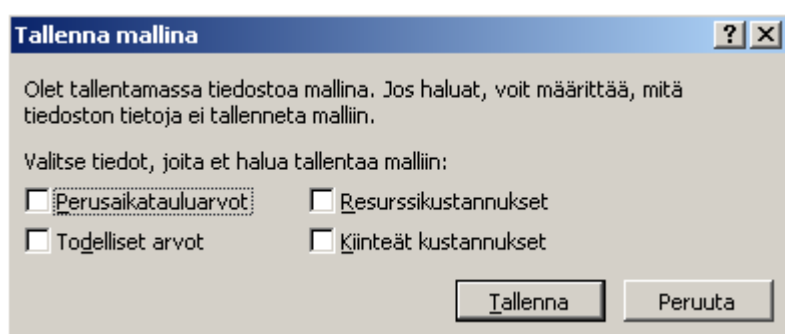 Tallenna mallina
Olet tallentamassa tiedostoa mallina. Jos haluat, voit määrittää, mitä
tiedoston tietoja ei tallenneta malliin.
Valitse tiedot, joita et halua tallentaa malliin:
Perusaikatauluarvot
Resurssikustannukset
Todelliset arvot
Kiinteät kustannukset
Tallenna
Peruuta